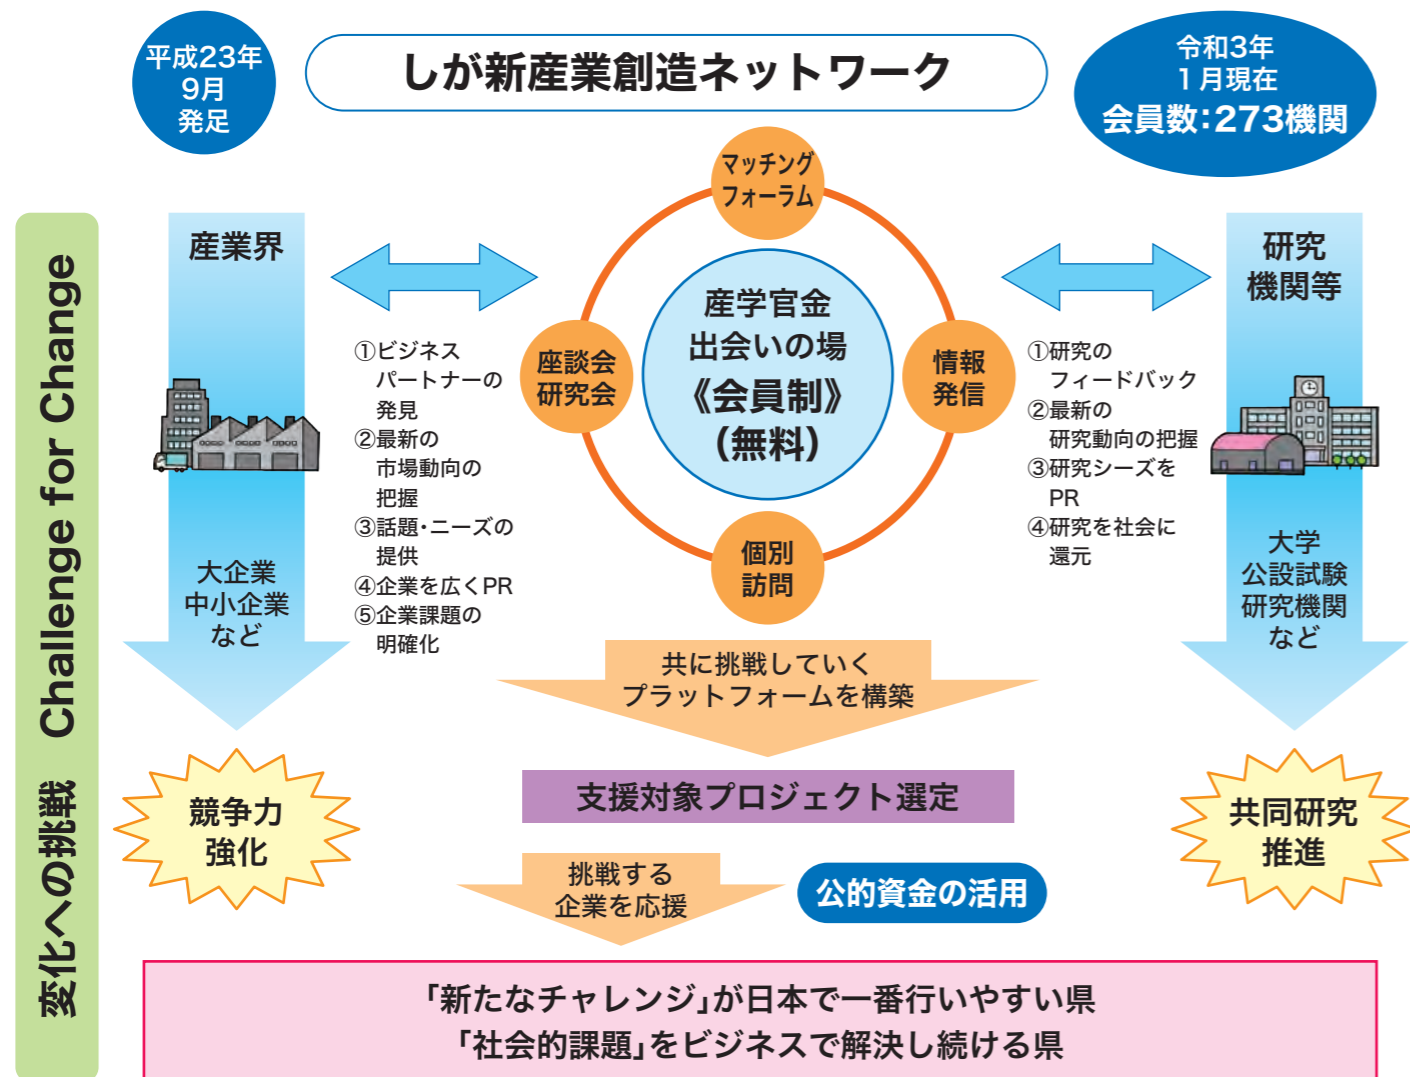 平成23年
9月
発足
しが新産業創造ネットワーク
令和3年
1月現在
会員数:273機関
変化への挑戦 Challenge for Change
産業界
大企業
中小企業
など
競争力
強化
①ビジネス
パートナーの
発見
②最新の
市場動向の
把握
③話題・ニーズの
提供
④企業を広くPR
⑤企業課題の
明確化
マッチング
フォーラム
座談会
研究会
産学官金
出会いの場
《会員制》
(無料)
情報
発信
個別
訪問
①研究の
フィードバック
②最新の
研究動向の把握
③研究シーズを
PR
④研究を社会に
還元
研究
機関等
大学
公設試験
研究機関
など
共同研究
推進
共に挑戦していく
プラットフォームを構築
支援対象プロジェクト選定
挑戦する
企業を応援
公的資金の活用
「新たなチャレンジ」が日本で一番行いやすい県
「社会的課題」をビジネスで解決し続ける県